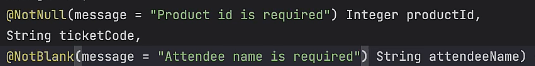 @NotNull(message = "Product id is required") Integer productId,
String ticketCode,
@NotBlank(message = "Attendee name is required") String attendeeName)